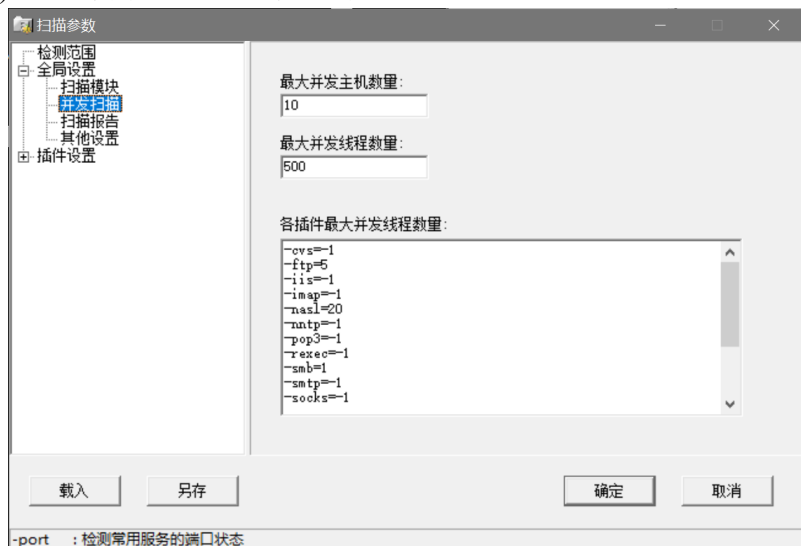 扫描参数
检测范围
全局设置
扫描模块
并发扫描
扫描报告
其他设置
插件设置
最大并发主机数量:
10
最大并发线程数量:
500
各插件最大并发线程数量:
-cvs=-1
-ftp=5
-iis=-1
-imap=-1
-nasl=20
-nntp=-1
-pop3=-1
-rexec=-1
-smb=1
-smtp=-1
-socks=-1
载入
另存
确定
取消
-port :检测常用服务的端口状态